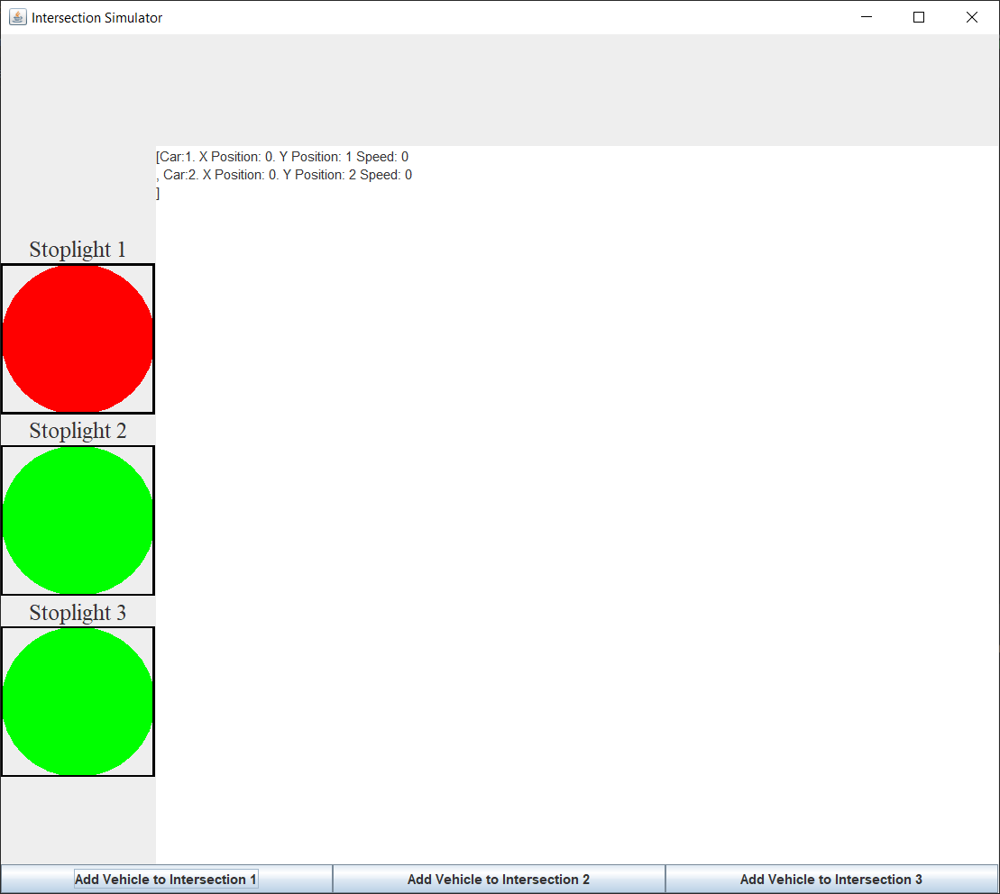 Intersection Simulator
[Car:1. X Position: 0. Y Position: 1 Speed: 0
, Car:2. X Position: 0. Y Position: 2 Speed: 0
]
Stoplight 1
Stoplight 2
Stoplight 3
Add Vehicle to Intersection 1
Add Vehicle to Intersection 2
Add Vehicle to Intersection 3